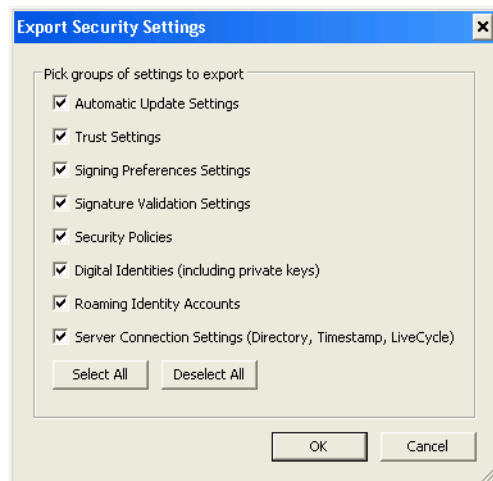 Export Security Settings
Pick groups of settings to export
Automatic Update Settings
Trust Settings
Signing Preferences Settings
Signature Validation Settings
Security Policies
Digital Identities (including private keys)
Roaming Identity Accounts
Server Connection Settings (Directory, Timestamp, LiveCycle)
Select All Deselect All
OK Cancel